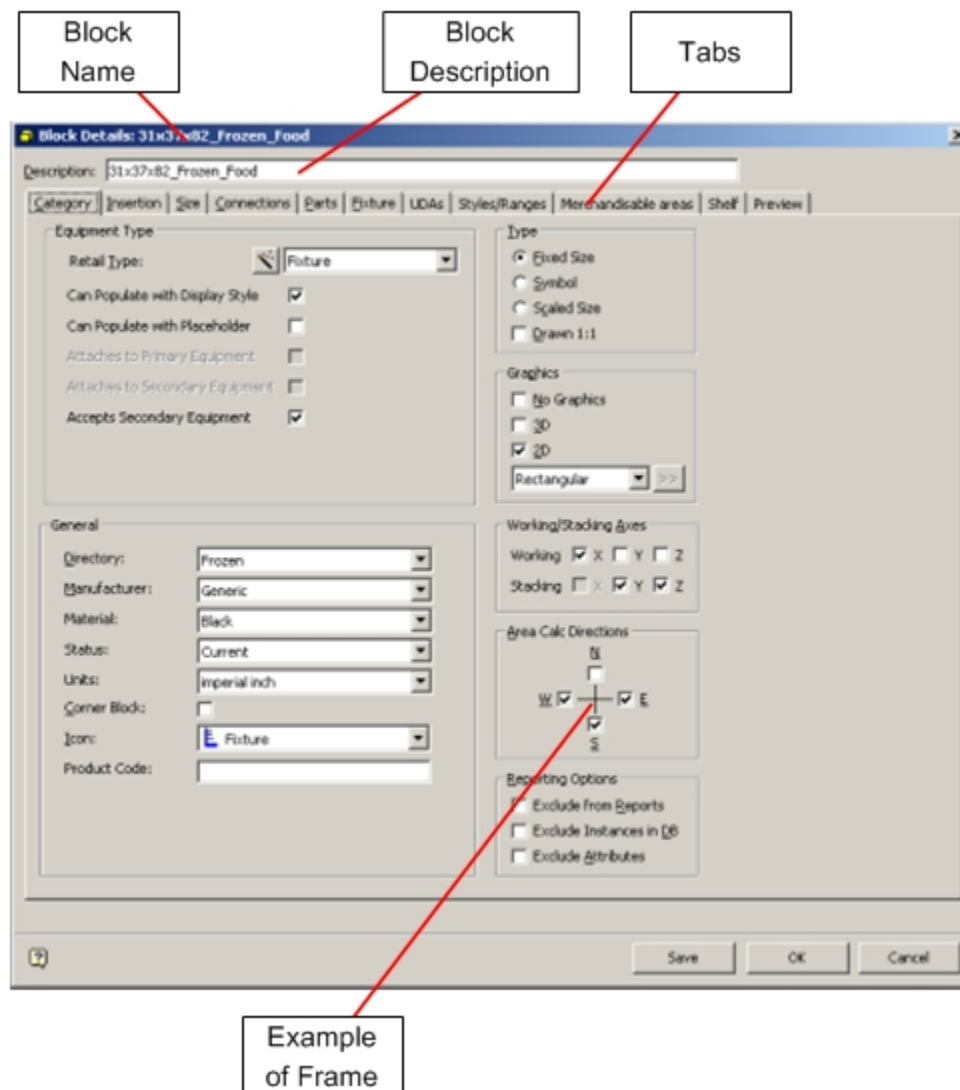 Block
Name
Block
Description
Tabs
Block Details: 31x37x82_Frozen_Food
Description: 31x37x82_Frozen_Food
Category Insertion Size Connections Parts Fixture UDAs Styles/Ranges Merchandisable areas Shelf Preview
Equipment Type
Retail Type: Fixture
Can Populate with Display Style
Can Populate with Placeholder
Attaches to Primary Equipment
Attaches to Secondary Equipment
Accepts Secondary Equipment
Type
Fixed Size
Symbol
Scaled Size
Drawn 1:1
Graphics
No Graphics
3D
2D
Rectangular >>
General
Directory: Frozen
Manufacturer: Generic
Material: Black
Status: Current
Units: imperial inch
Corner Block:
Icon: Fixture
Product Code:
Working/Stacking Axes
Working X Y Z
Stacking X Y Z
Area Calc Directions
N
W E
S
Reporting Options
Exclude from Reports
Exclude Instances in DB
Exclude Attributes
Save OK Cancel
Example
of Frame